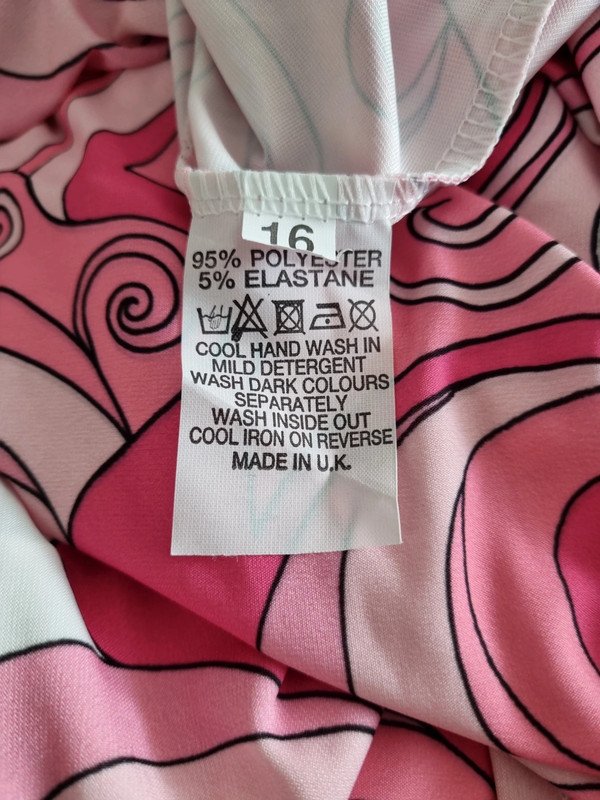 16
95% POLYESTER
5% ELASTANE
COOL HAND WASH IN
MILD DETERGENT
WASH DARK COLOURS
SEPARATELY
WASH INSIDE OUT
COOL IRON ON REVERSE
MADE IN U.K.